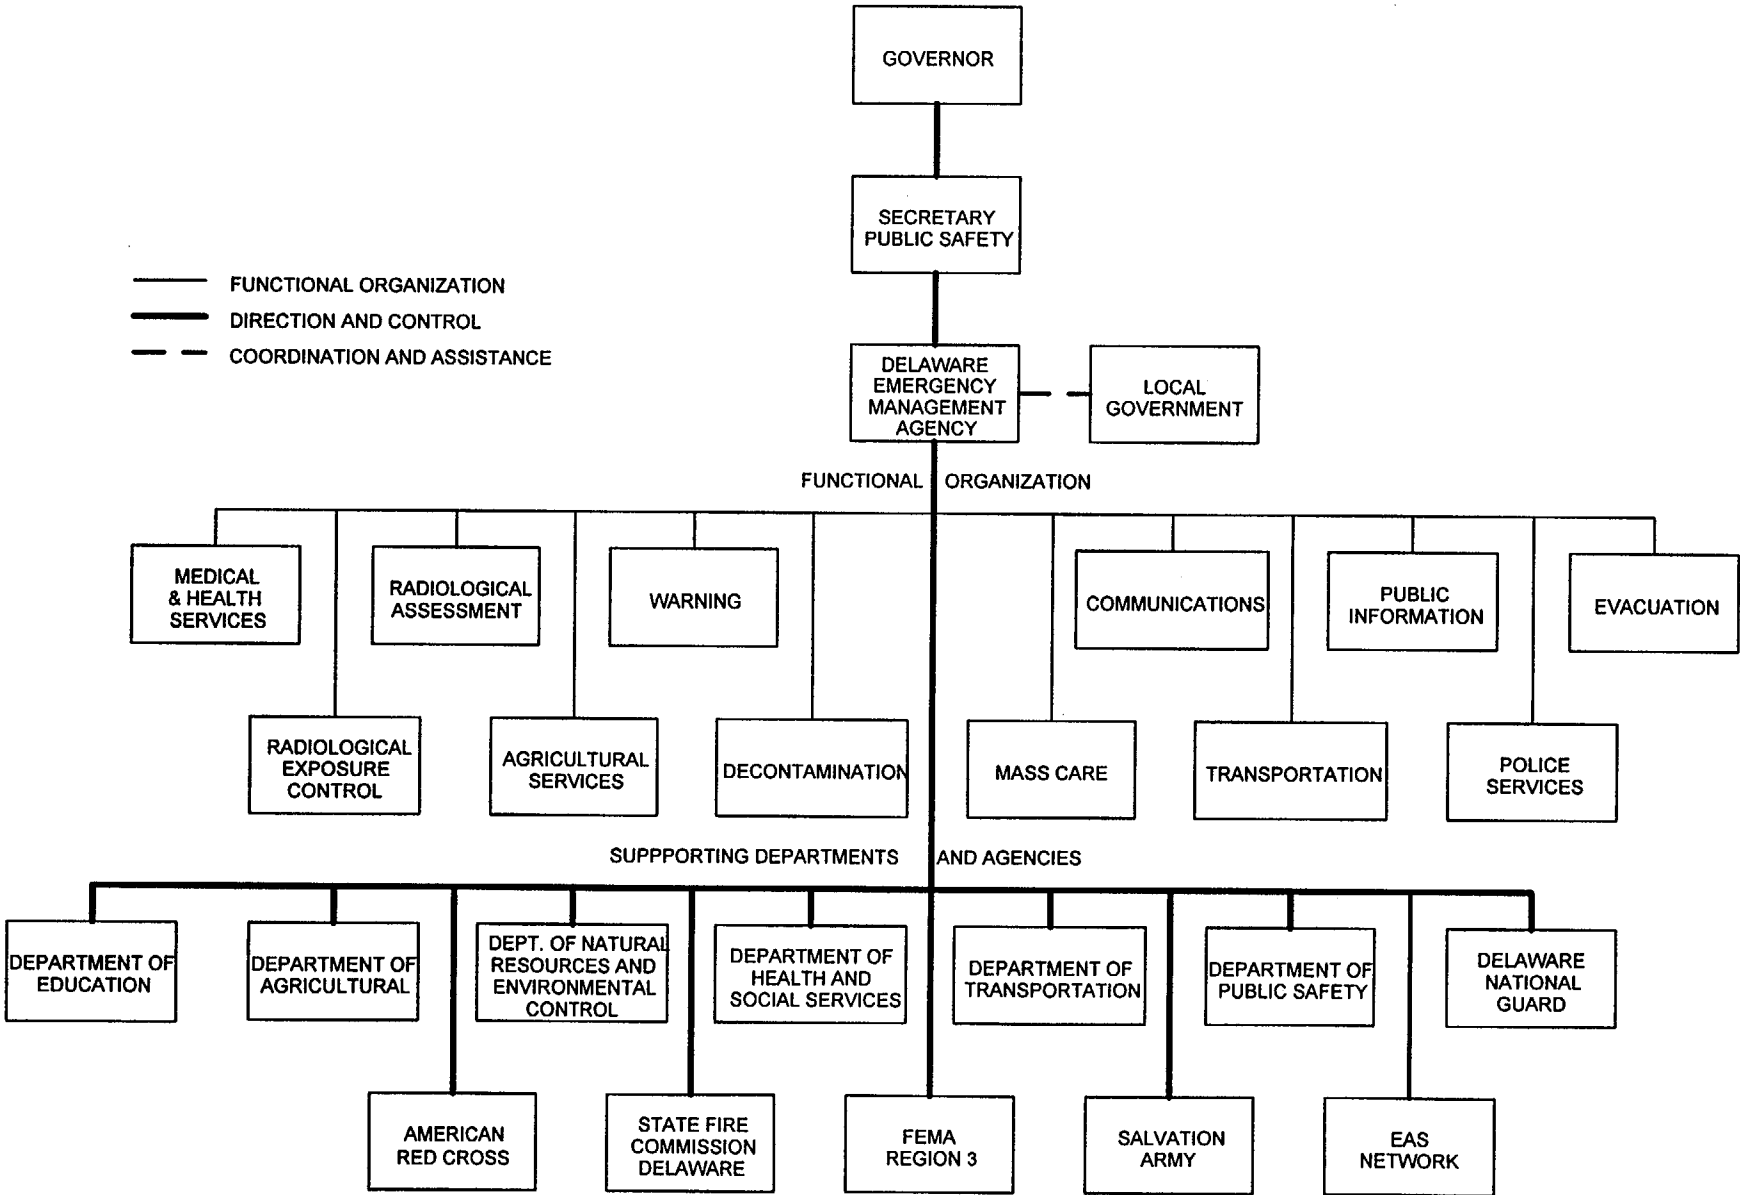 GOVERNOR
SECRETARY
PUBLIC SAFETY
FUNCTIONAL ORGANIZATION
DIRECTION AND CONTROL
COORDINATION AND ASSISTANCE
DELAWARE
EMERGENCY
MANAGEMENT
AGENCY
LOCAL
GOVERNMENT
FUNCTIONAL ORGANIZATION
MEDICAL
& HEALTH
SERVICES
RADIOLOGICAL
ASSESSMENT
WARNING
COMMUNICATIONS
PUBLIC
INFORMATION
EVACUATION
RADIOLOGICAL
EXPOSURE
CONTROL
AGRICULTURAL
SERVICES
DECONTAMINATION
MASS CARE
TRANSPORTATION
POLICE
SERVICES
SUPPPORTING DEPARTMENTS AND AGENCIES
DEPARTMENT OF
EDUCATION
DEPARTMENT OF
AGRICULTURAL
DEPT. OF NATURAL
RESOURCES AND
ENVIRONMENTAL
CONTROL
DEPARTMENT OF
HEALTH AND
SOCIAL SERVICES
DEPARTMENT OF
TRANSPORTATION
DEPARTMENT OF
PUBLIC SAFETY
DELAWARE
NATIONAL
GUARD
AMERICAN
RED CROSS
STATE FIRE
COMMISSION
DELAWARE
FEMA
REGION 3
SALVATION
ARMY
EAS
NETWORK